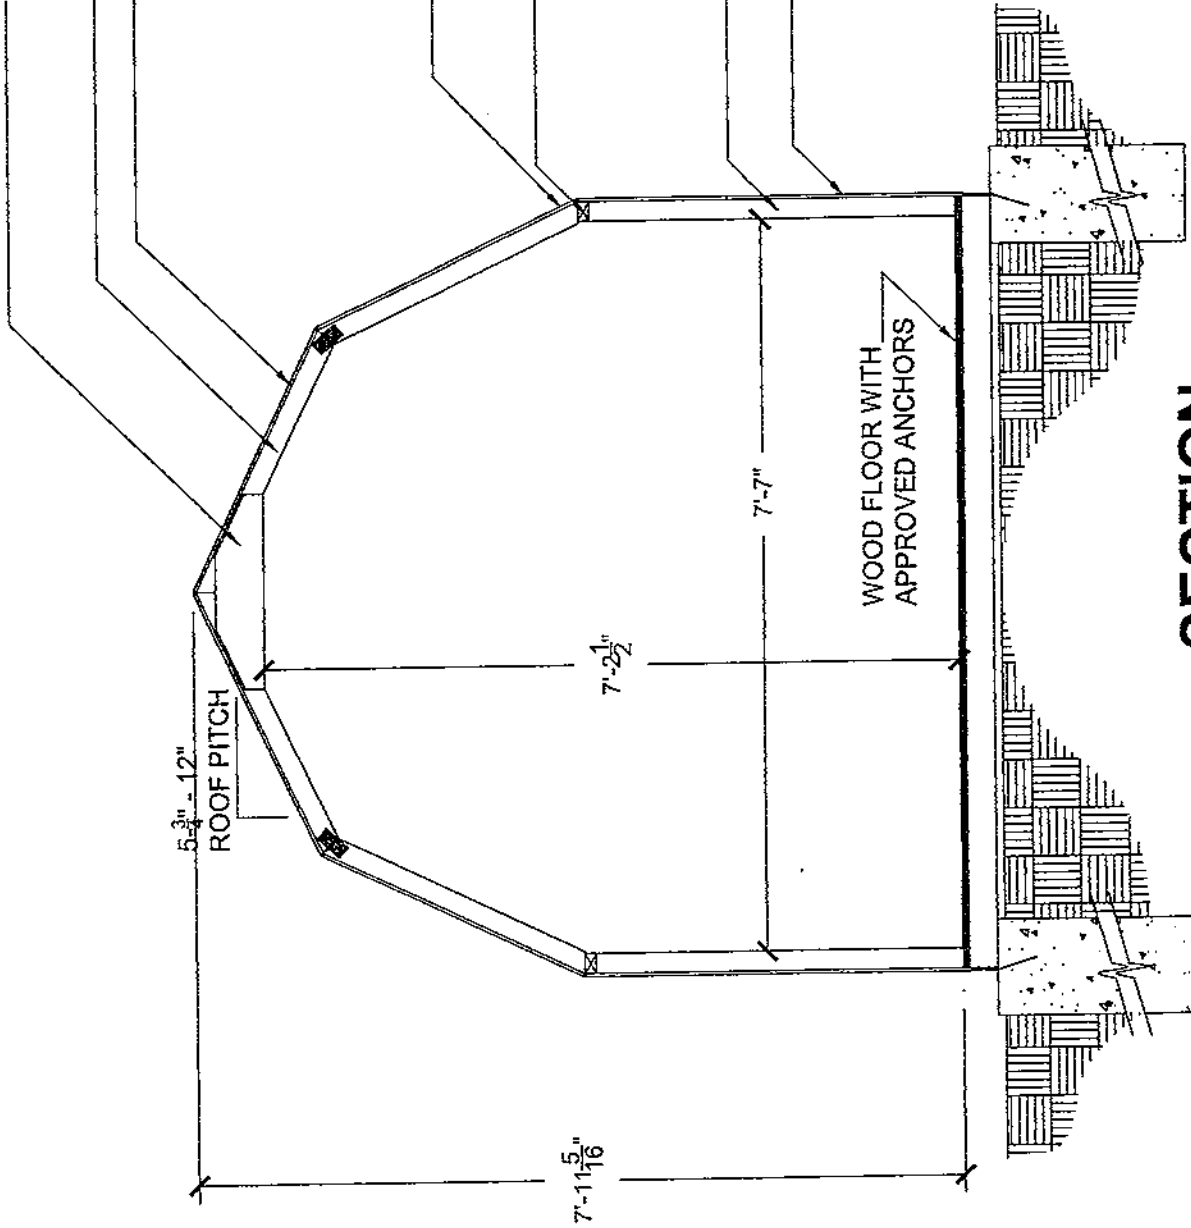 5 3/4" - 12"
ROOF PITCH
7'-2 1/2"
7'-7"
WOOD FLOOR WITH
APPROVED ANCHORS
7'-11 5/16"
SECTION